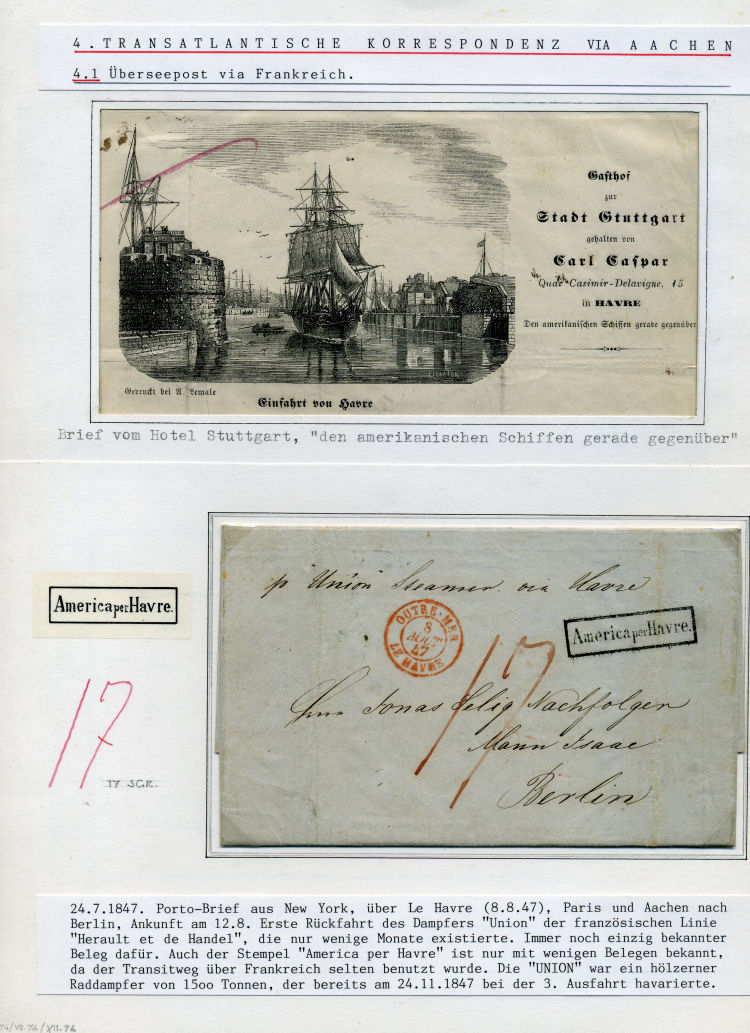 4. TRANSATLANTISCHE KORRESPONDENZ VIA AACHEN
4.1 Überseepost via Frankreich.
Gasthof
zur
Stadt Stuttgart
gehalten von
Carl Caspar
Quai Casimir-Delavigne, 15
in HAVRE
Den amerikanischen Schiffen gerade gegenüber
Gedruckt bei A. Lemale
Einfahrt von Havre
Brief vom Hotel Stuttgart, "den amerikanischen Schiffen gerade gegenüber"
America per Havre.
17
17 SGR.
p "Union" Steamer via Havre
OUTRE-MER
8
AOUT
47
LE HAVRE
America per Havre.
17
Jonas Selig Nachfolger
Mann Isaac
Berlin
24.7.1847. Porto-Brief aus New York, über Le Havre (8.8.47), Paris und Aachen nach
Berlin, Ankunft am 12.8. Erste Rückfahrt des Dampfers "Union" der französischen Linie
"Herault et de Handel", die nur wenige Monate existierte. Immer noch einzig bekannter
Beleg dafür. Auch der Stempel "America per Havre" ist nur mit wenigen Belegen bekannt,
da der Transitweg über Frankreich selten benutzt wurde. Die "UNION" war ein hölzerner
Raddampfer von 15oo Tonnen, der bereits am 24.11.1847 bei der 3. Ausfahrt havarierte.